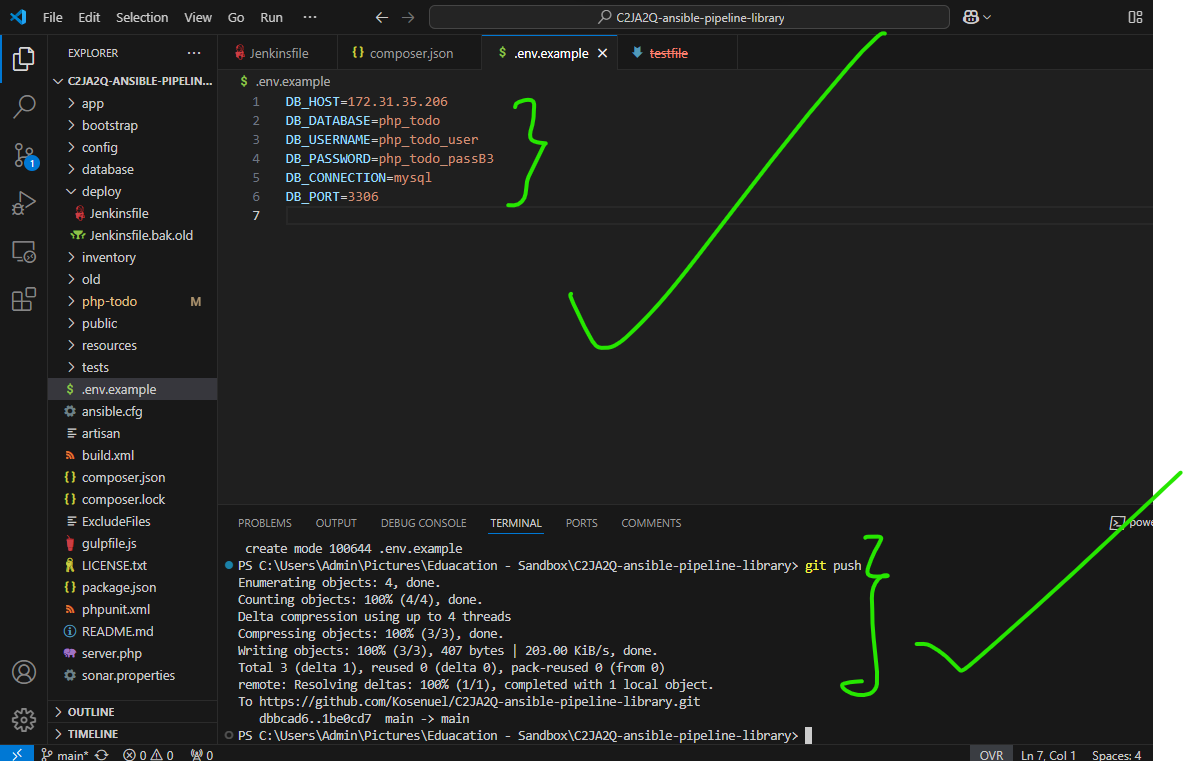 File Edit Selection View Go Run ··· C2JA2Q-ansible-pipeline-library
EXPLORER ···
Jenkinsfile {} composer.json $ .env.example testfile
C2JA2Q-ANSIBLE-PIPELIN...
app
bootstrap
config
database
deploy
Jenkinsfile
Jenkinsfile.bak.old
inventory
old
php-todo M
public
resources
tests
$ .env.example
ansible.cfg
artisan
build.xml
{} composer.json
{} composer.lock
ExcludeFiles
gulpfile.js
LICENSE.txt
{} package.json
phpunit.xml
README.md
server.php
sonar.properties
OUTLINE
TIMELINE
1
$ .env.example
1 DB_HOST=172.31.35.206
2 DB_DATABASE=php_todo
3 DB_USERNAME=php_todo_user
4 DB_PASSWORD=php_todo_passB3
5 DB_CONNECTION=mysql
6 DB_PORT=3306
7
PROBLEMS OUTPUT DEBUG CONSOLE TERMINAL PORTS COMMENTS powe
create mode 100644 .env.example
PS C:\Users\Admin\Pictures\Eduacation - Sandbox\C2JA2Q-ansible-pipeline-library> git push
Enumerating objects: 4, done.
Counting objects: 100% (4/4), done.
Delta compression using up to 4 threads
Compressing objects: 100% (3/3), done.
Writing objects: 100% (3/3), 407 bytes | 203.00 KiB/s, done.
Total 3 (delta 1), reused 0 (delta 0), pack-reused 0 (from 0)
remote: Resolving deltas: 100% (1/1), completed with 1 local object.
To https://github.com/Kosenuel/C2JA2Q-ansible-pipeline-library.git
dbbcad6..1be0cd7 main -> main
PS C:\Users\Admin\Pictures\Eduacation - Sandbox\C2JA2Q-ansible-pipeline-library>
main* 0 0 0 OVR Ln 7, Col 1 Spaces: 4